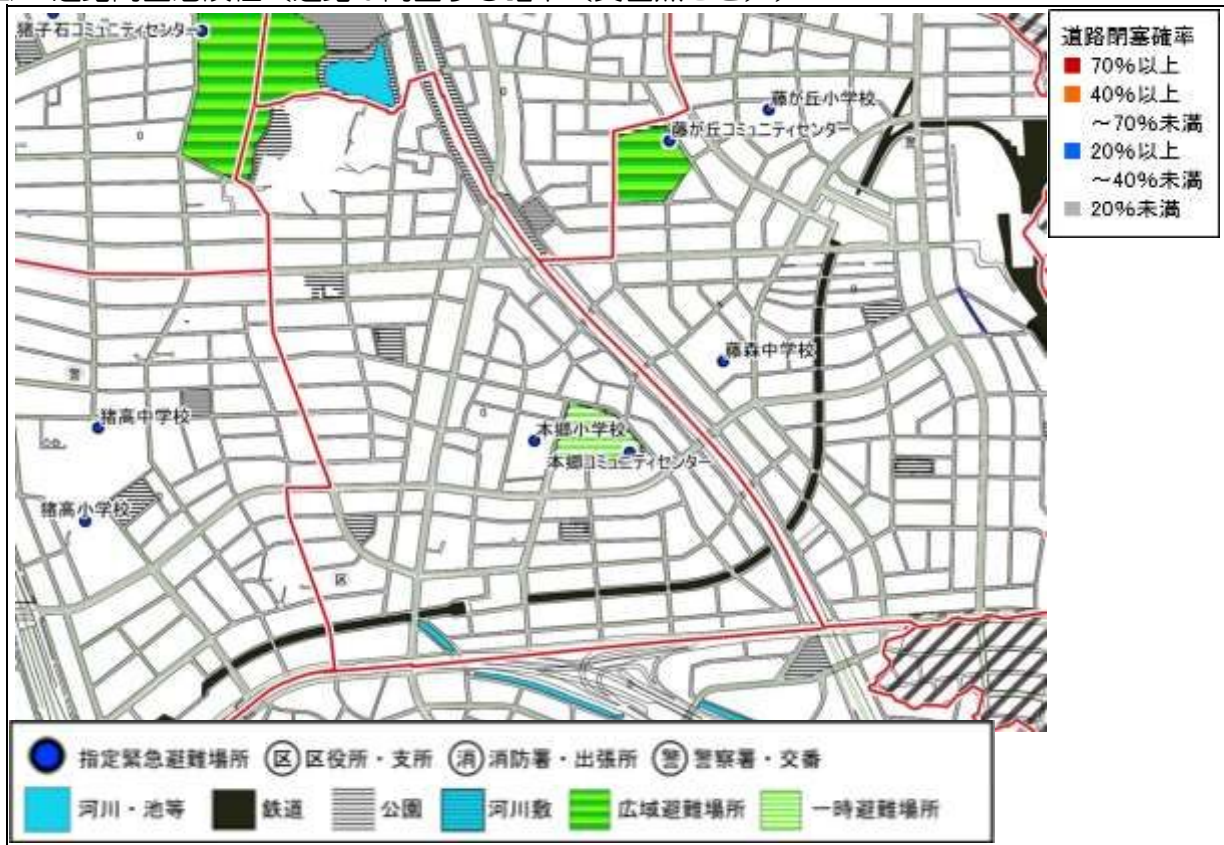 道路閉塞確率
70%以上
40%以上
～70%未満
20%以上
～40%未満
20%未満
猪子石コミュニティセンター
藤が丘小学校
藤が丘コミュニティセンター
警
藤森中学校
警
猪高中学校
本郷小学校
本郷コミュニティセンター
猪高小学校
区
指定緊急避難場所 区 区役所・支所 消 消防署・出張所 警 警察署・交番
河川・池等 鉄道 公園 河川敷 広域避難場所 一時避難場所